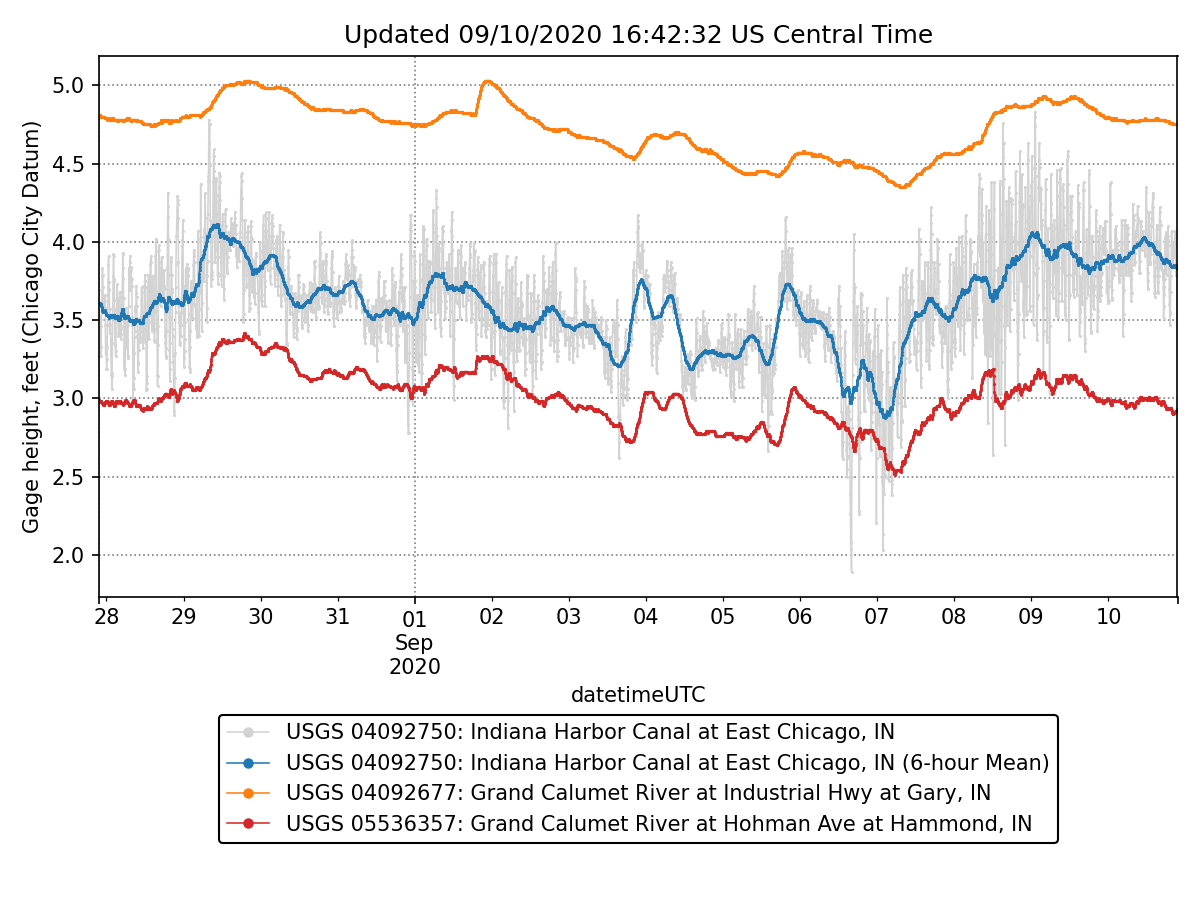 Updated 09/10/2020 16:42:32 US Central Time
Gage height, feet (Chicago City Datum)
5.0
4.5
4.0
3.5
3.0
2.5
2.0
28 29 30 31 01 02 03 04 05 06 07 08 09 10
Sep
2020
datetimeUTC
USGS 04092750: Indiana Harbor Canal at East Chicago, IN
USGS 04092750: Indiana Harbor Canal at East Chicago, IN (6-hour Mean)
USGS 04092677: Grand Calumet River at Industrial Hwy at Gary, IN
USGS 05536357: Grand Calumet River at Hohman Ave at Hammond, IN